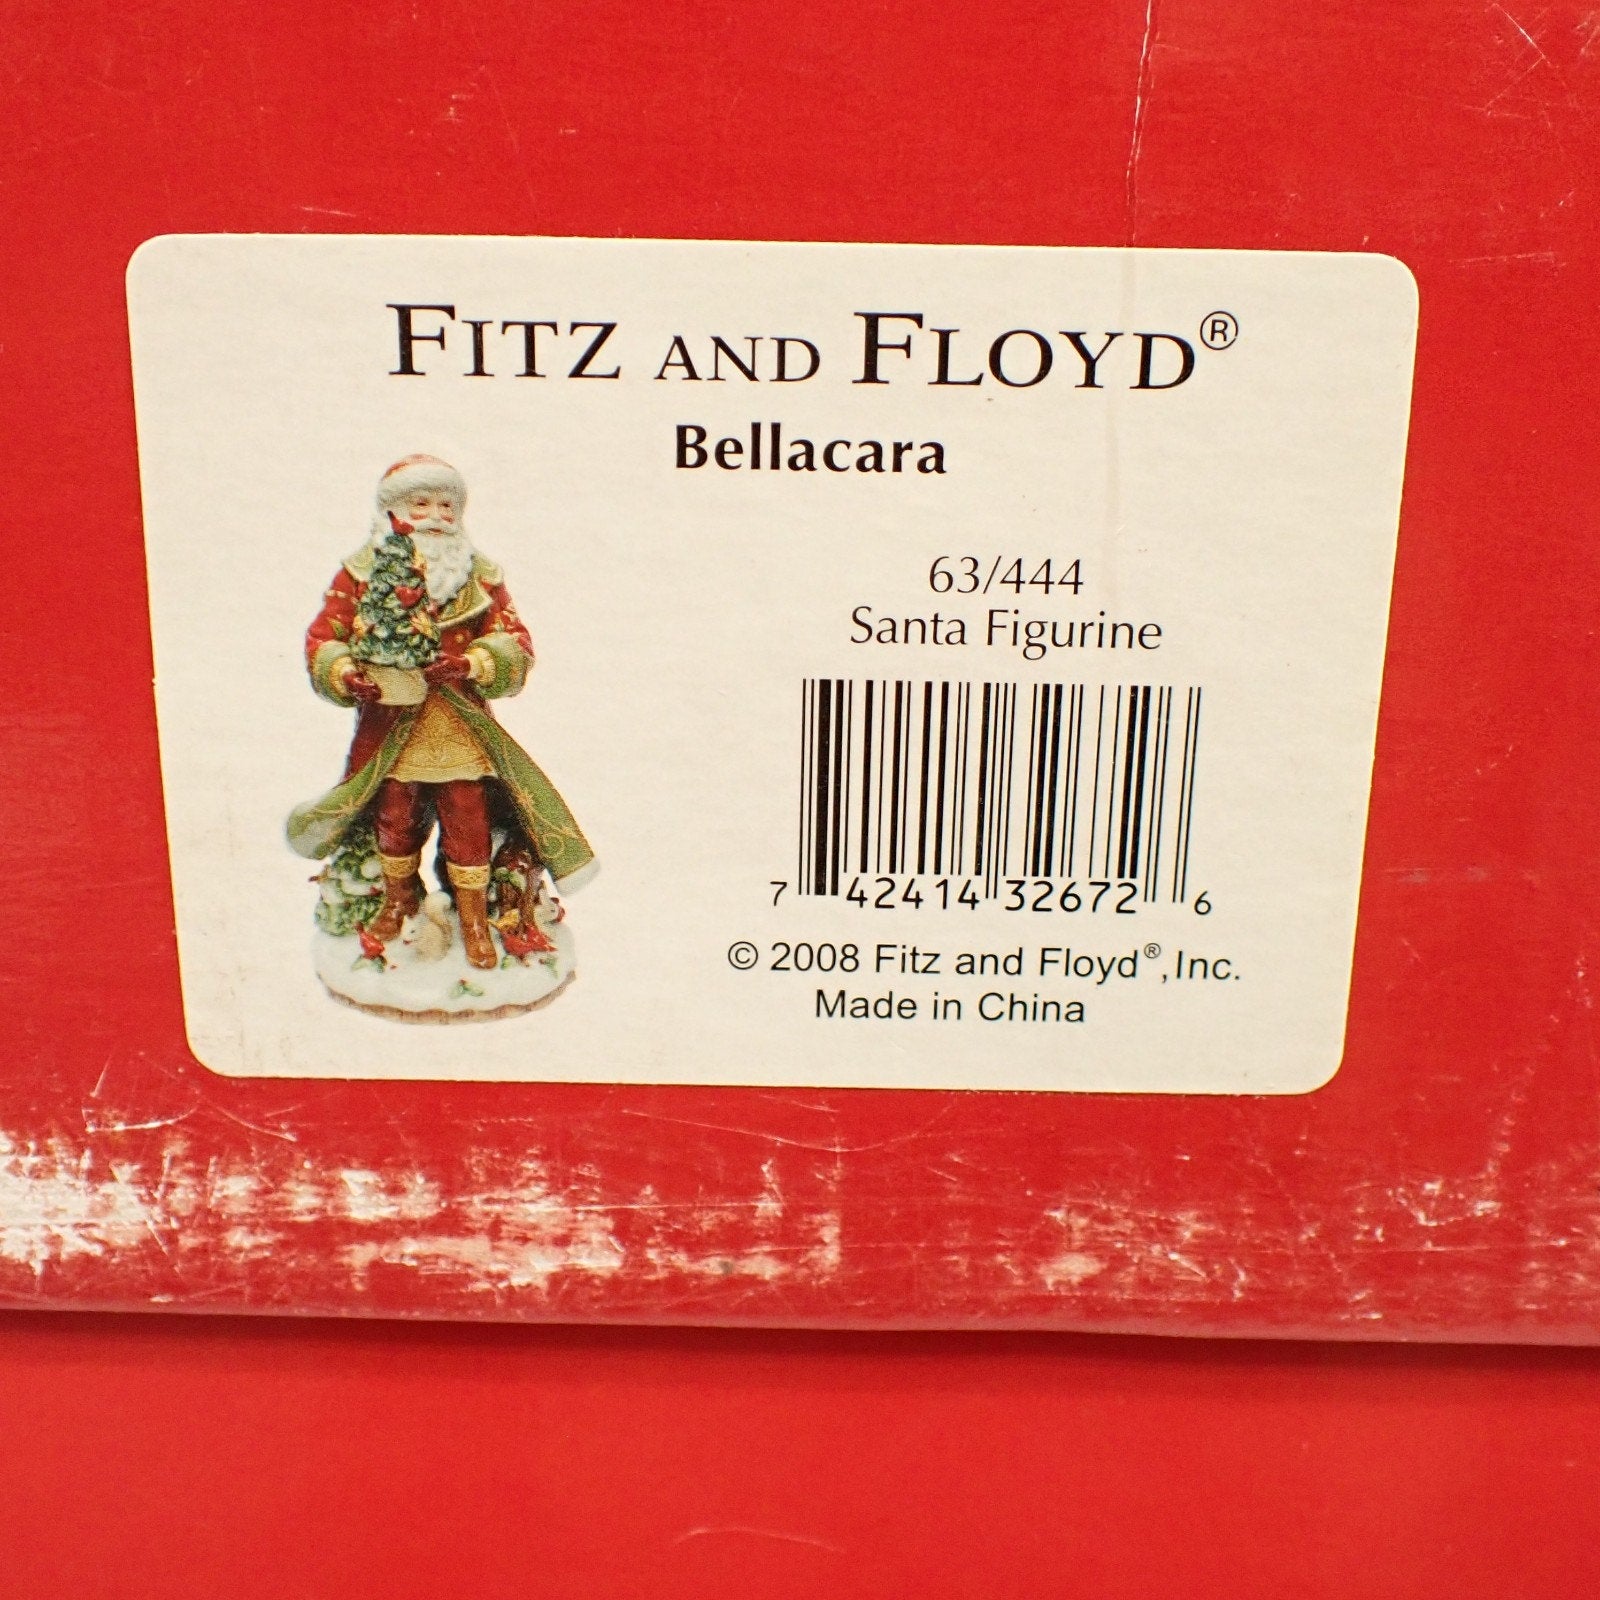 FITZ AND FLOYD®
Bellacara
63/444
Santa Figurine
7 42414 32672 6
© 2008 Fitz and Floyd®, Inc.
Made in China